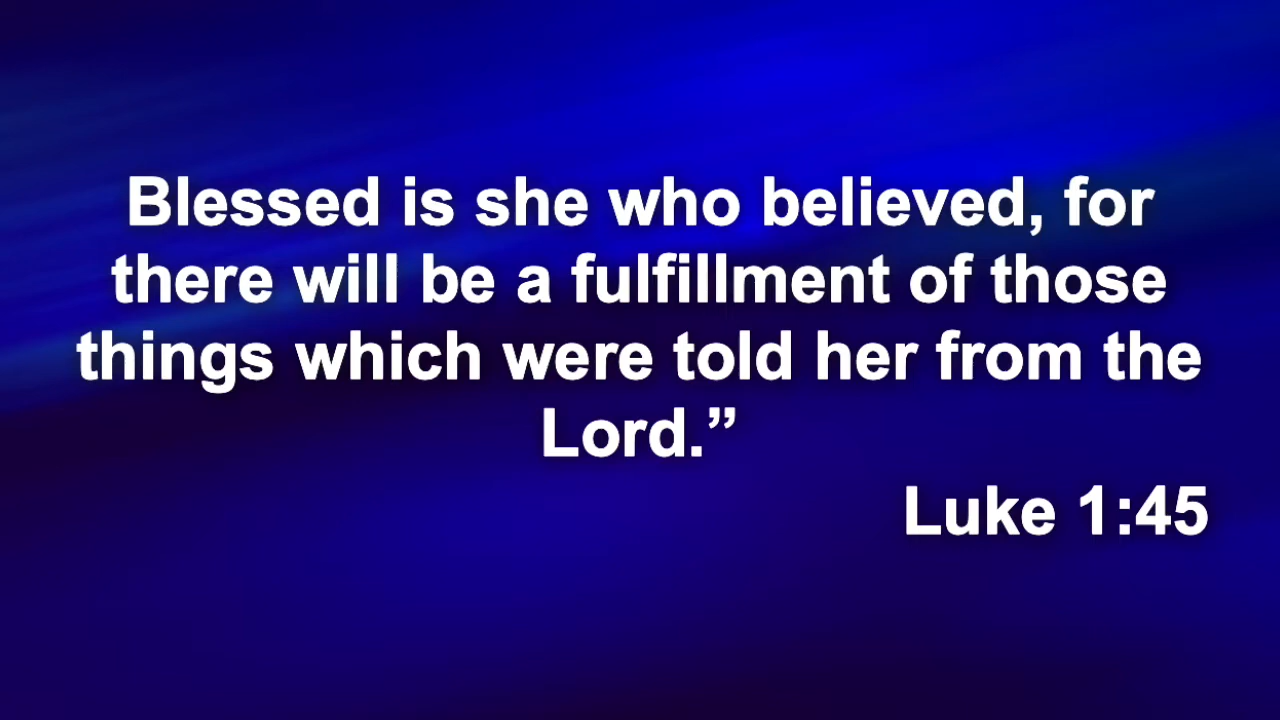 Blessed is she who believed, for
there will be a fulfillment of those
things which were told her from the
Lord.”
Luke 1:45